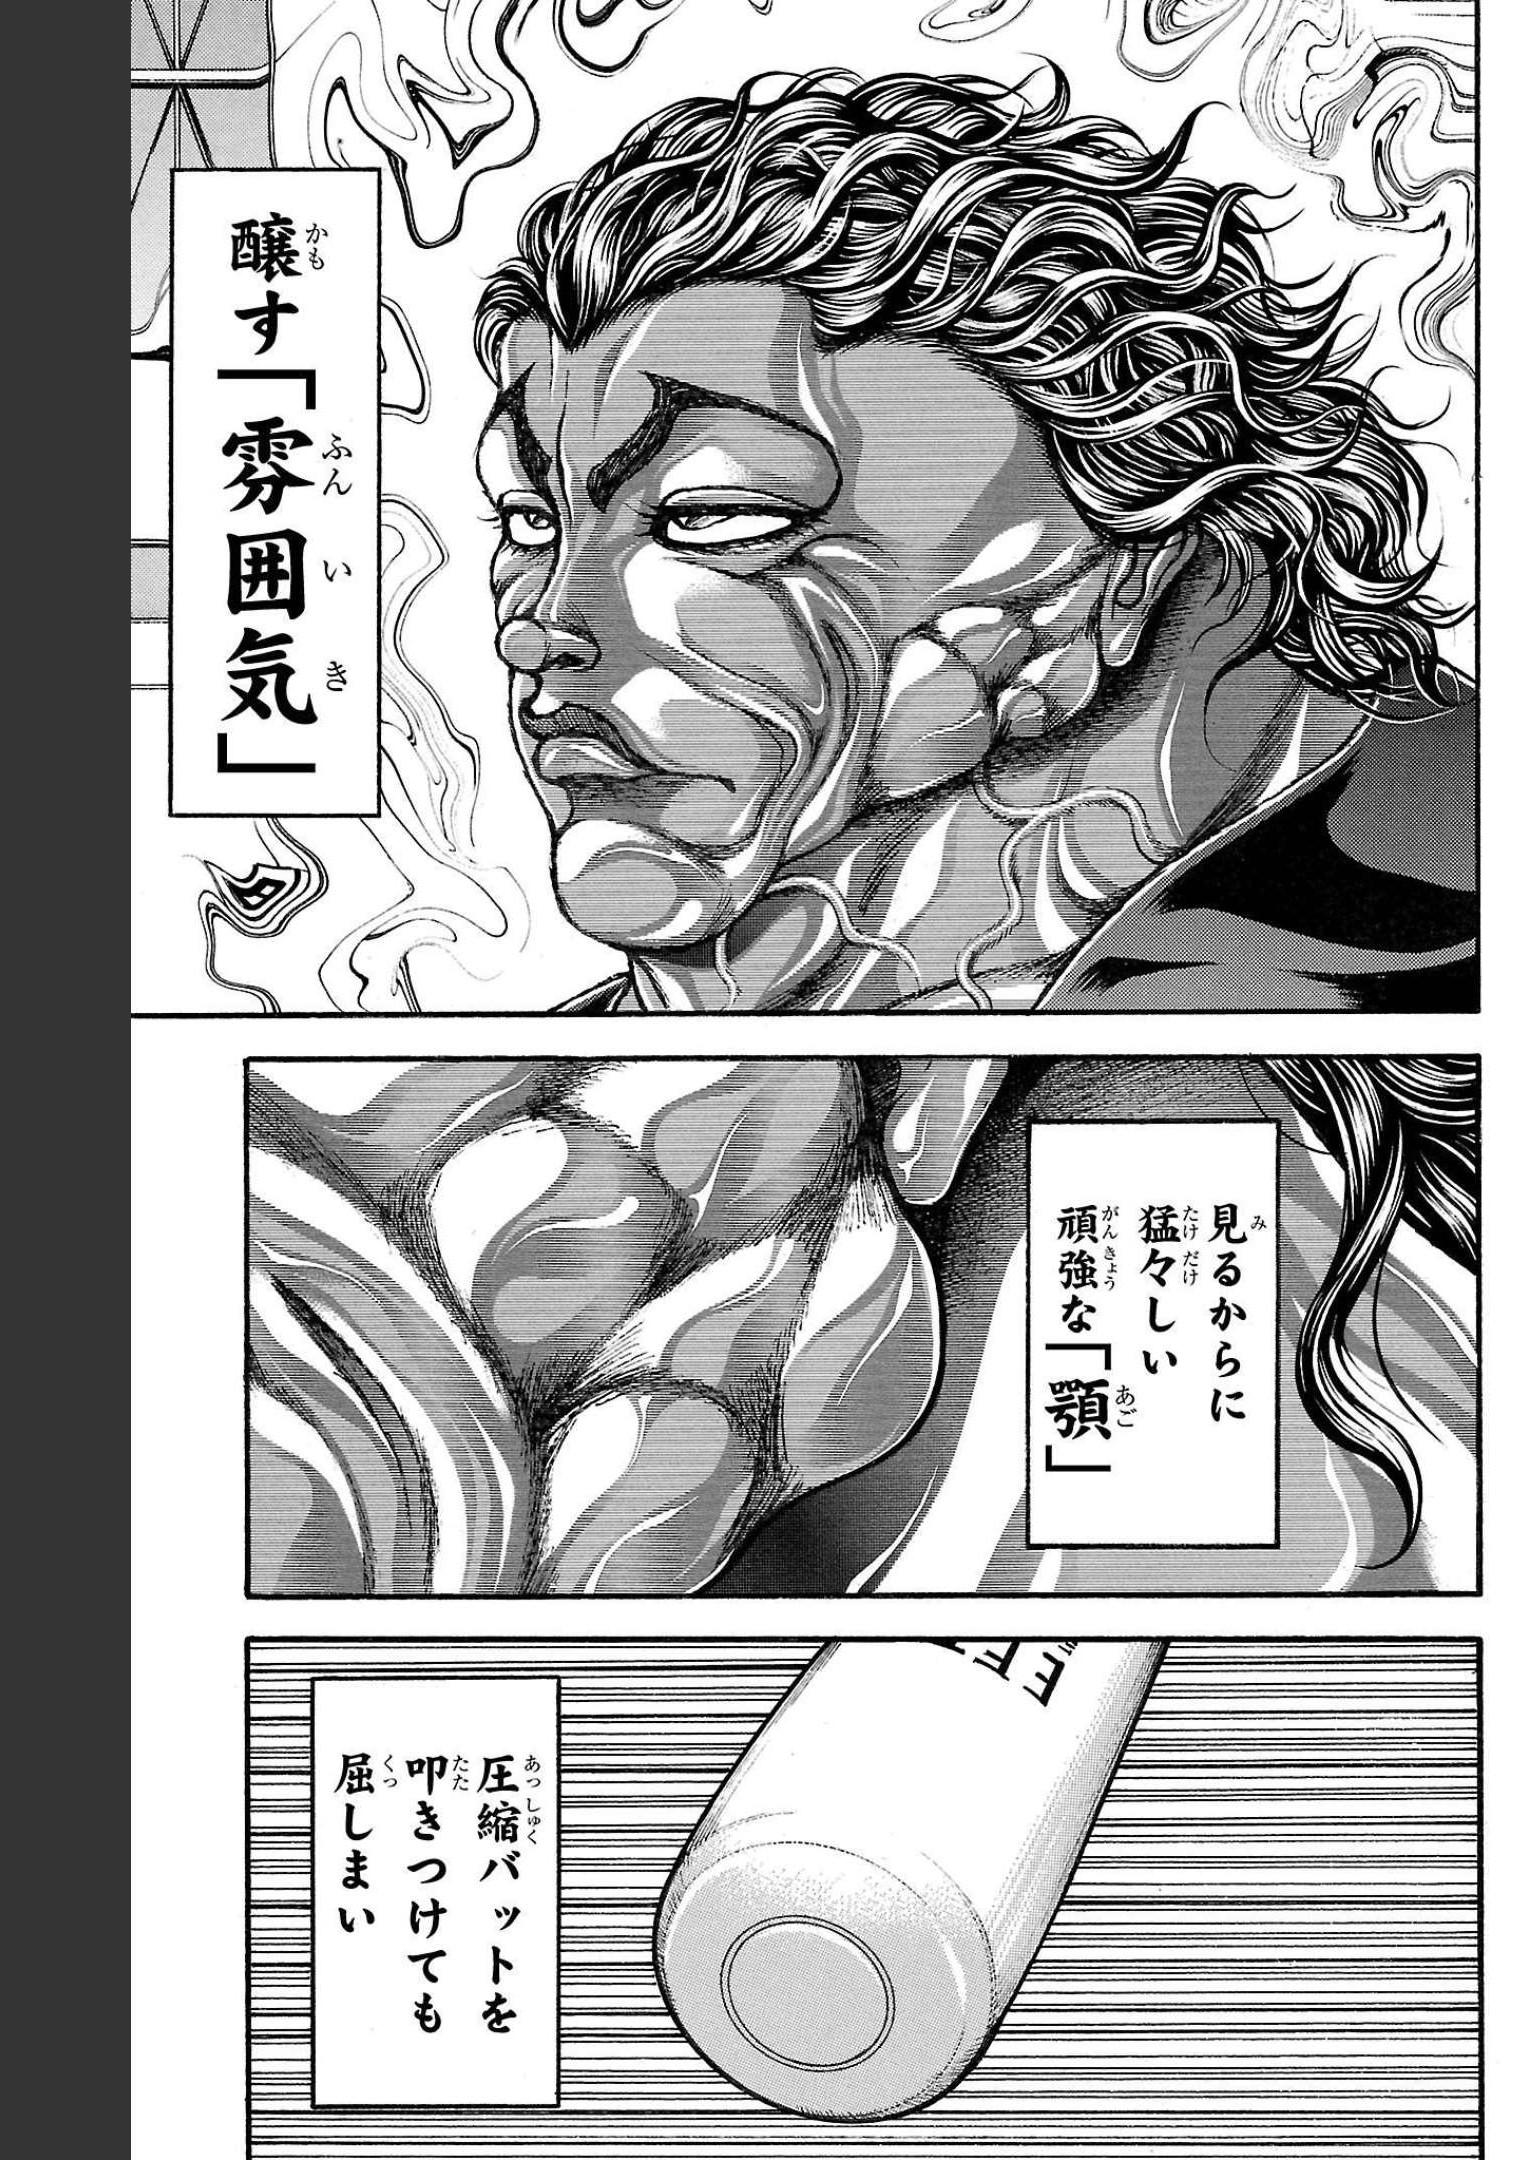 醸す「雰囲気」
見るからに
猛々しい
頑強な「顎」
圧縮バットを
叩きつけても
屈しまい